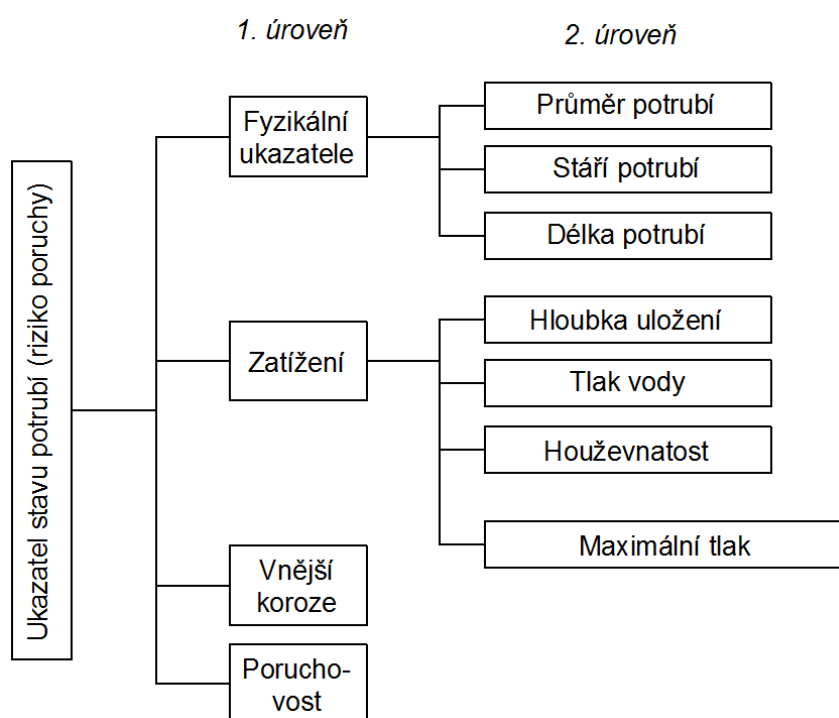 1. úroveň
2. úroveň
Ukazatel stavu potrubí (riziko poruchy)
Fyzikální
ukazatele
Průměr potrubí
Stáří potrubí
Délka potrubí
Zatížení
Hloubka uložení
Tlak vody
Houževnatost
Maximální tlak
Vnější
koroze
Porucho-
vost